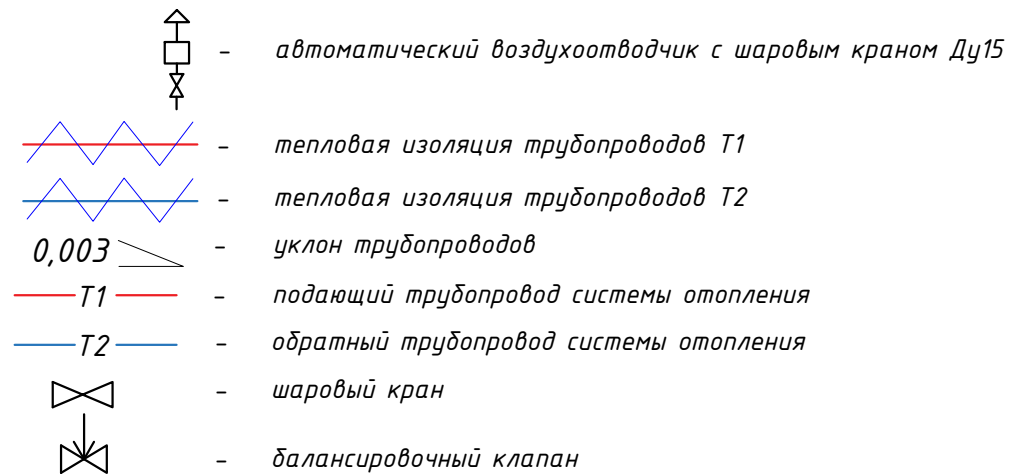 - автоматический воздухоотводчик с шаровым краном Ду15
- тепловая изоляция трубопроводов Т1
- тепловая изоляция трубопроводов Т2
0,003 - уклон трубопроводов
Т1 - подающий трубопровод системы отопления
Т2 - обратный трубопровод системы отопления
- шаровый кран
- балансировочный клапан